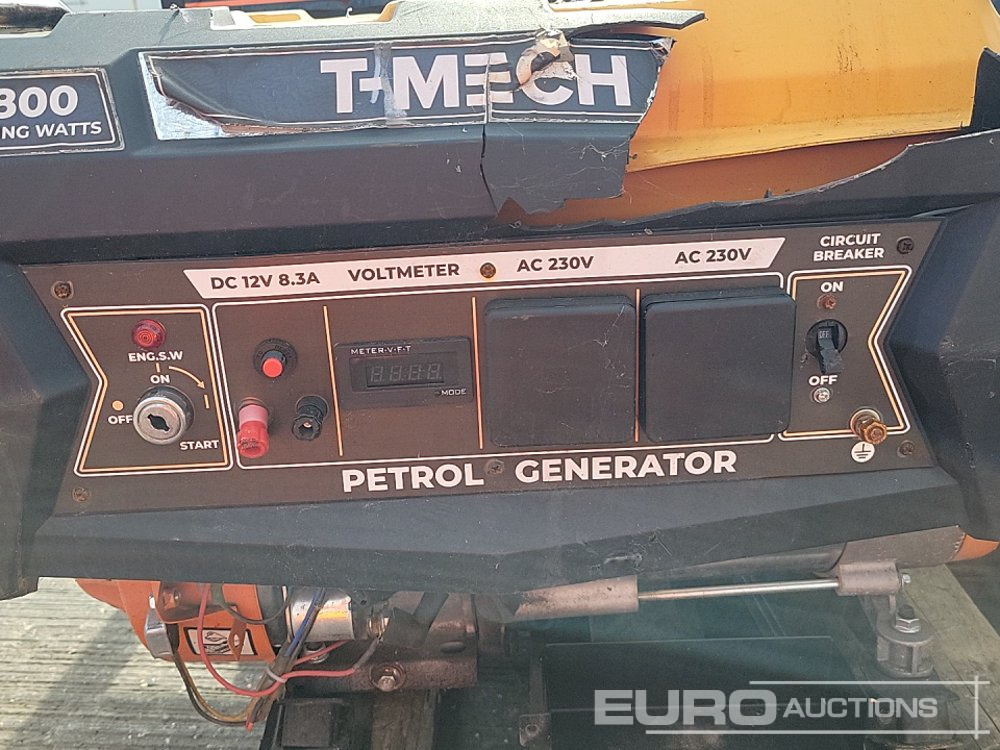 T-MECH
800
NG WATTS
DC 12V 8.3A VOLTMETER AC 230V AC 230V
CIRCUIT
BREAKER
ON
ENG.S.W
ON
OFF
START
METER-V·F·T
MODE
OFF
OFF
PETROL GENERATOR
EURO AUCTIONS